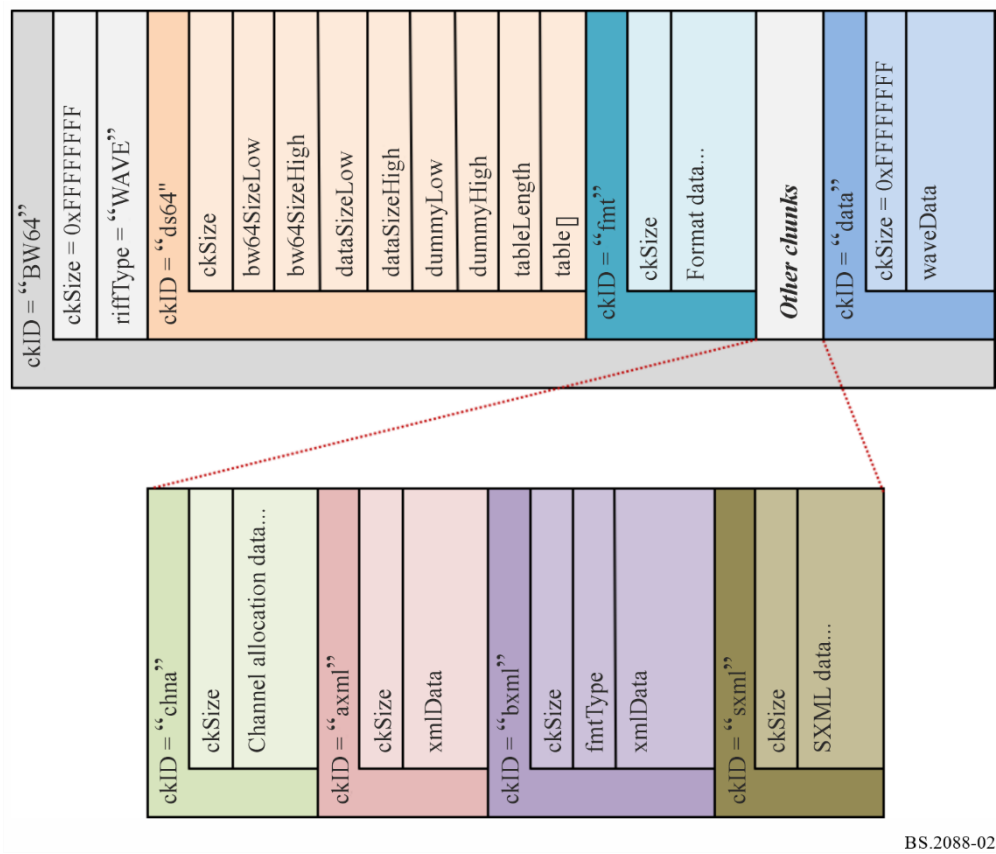 ckID = “BW64”
ckSize = 0xFFFFFFFF
riffType = “WAVE”
ckID = “ds64"
ckSize
bw64SizeLow
bw64SizeHigh
dataSizeLow
dataSizeHigh
dummyLow
dummyHigh
tableLength
table[]
ckID = “fmt”
ckSize
Format data...
Other chunks
ckID = “data”
ckSize = 0xFFFFFFFF
waveData
ckID = “chna”
ckSize
Channel allocation data...
ckID = “axml”
ckSize
xmlData
ckID = “bxml”
ckSize
fmtType
xmlData
ckID = “sxml”
ckSize
SXML data...
BS.2088-02